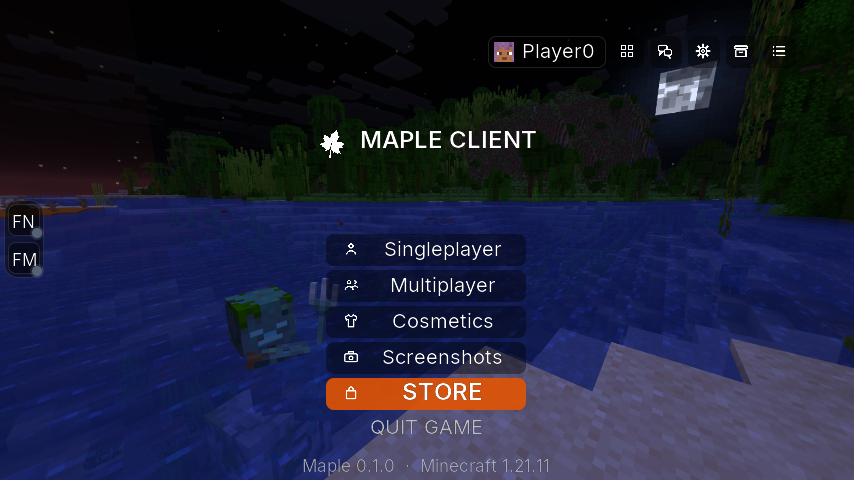 Player0
MAPLE CLIENT
FN
FM
Singleplayer
Multiplayer
Cosmetics
Screenshots
STORE
QUIT GAME
Maple 0.1.0 · Minecraft 1.21.11